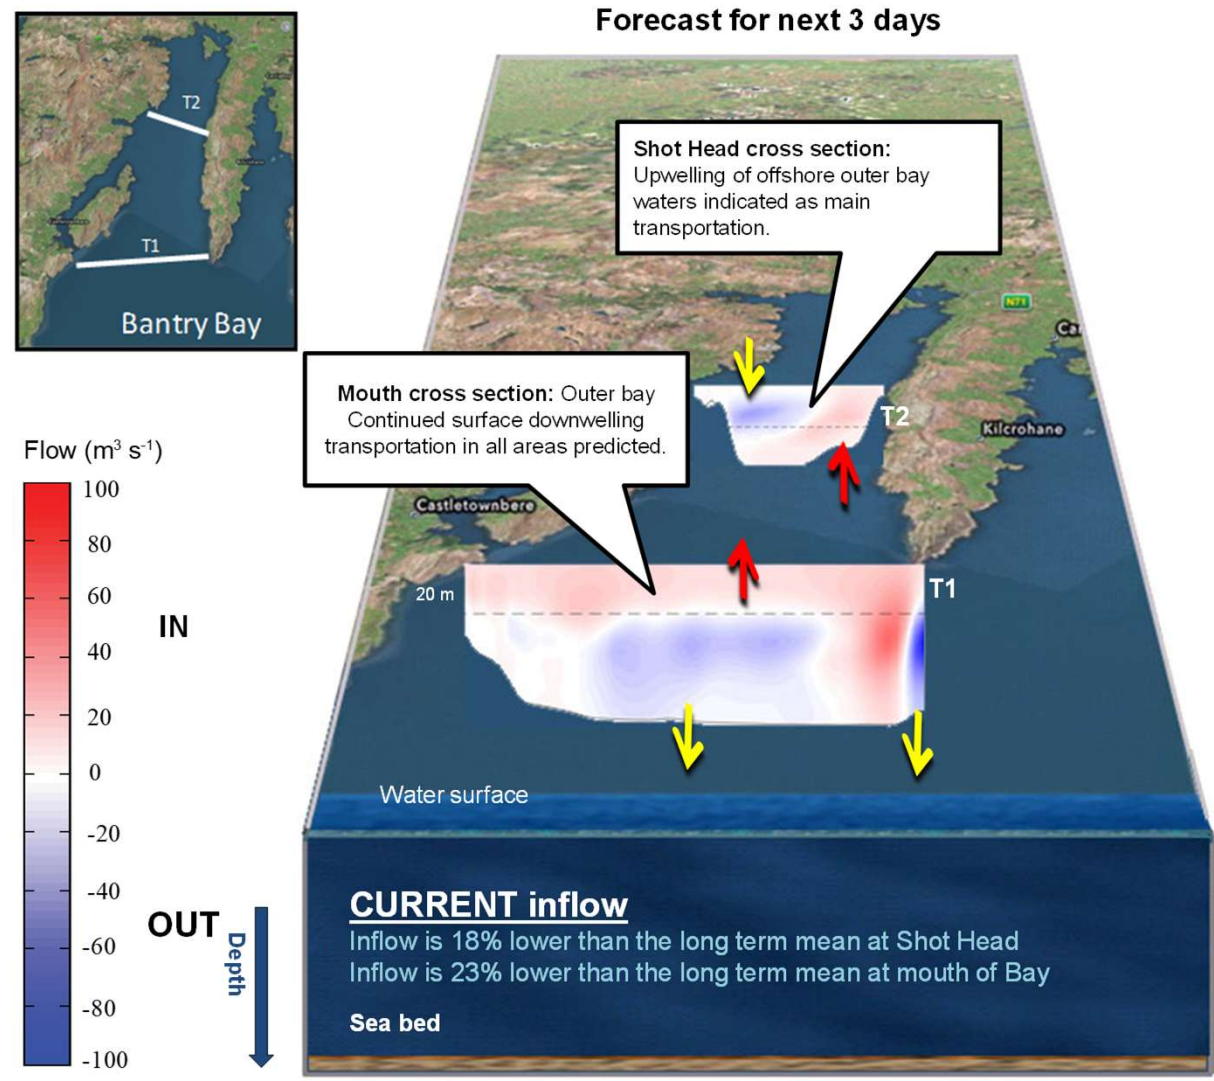 Forecast for next 3 days
T2
T1
Bantry Bay
Shot Head cross section:
Upwelling of offshore outer bay
waters indicated as main
transportation.
N71
Mouth cross section: Outer bay
Continued surface downwelling
transportation in all areas predicted.
T2
Kilcrohane
Castletownbere
Flow (m³ s⁻¹)
100
80
60
40
20
0
-20
-40
-60
-80
-100
IN
OUT
Depth
20 m
T1
Water surface
CURRENT inflow
Inflow is 18% lower than the long term mean at Shot Head
Inflow is 23% lower than the long term mean at mouth of Bay
Sea bed